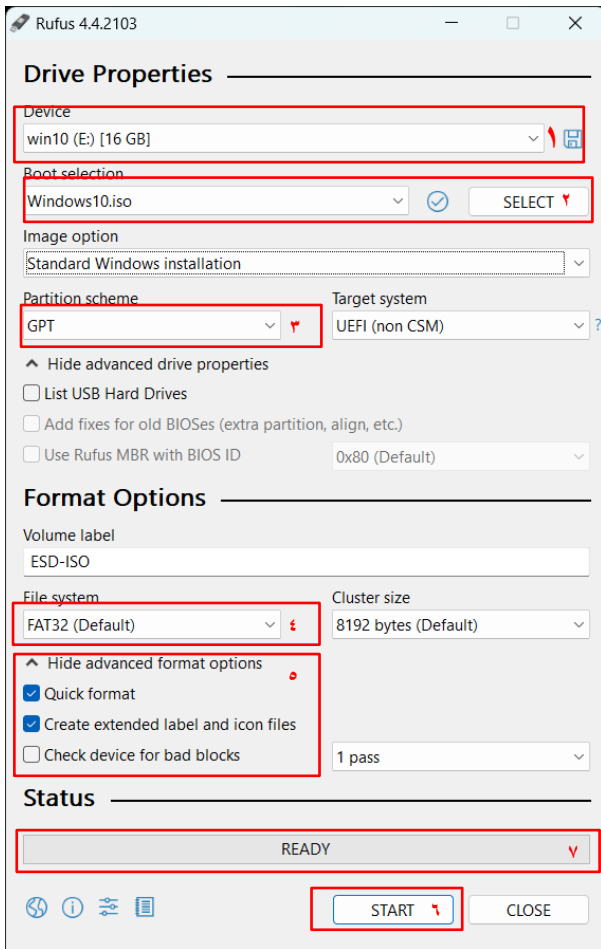 Rufus 4.4.2103
Drive Properties
Device
win10 (E:) [16 GB] ١
Boot selection
Windows10.iso SELECT ٢
Image option
Standard Windows installation
Partition scheme Target system
GPT ٣ UEFI (non CSM) ?
Hide advanced drive properties
List USB Hard Drives
Add fixes for old BIOSes (extra partition, align, etc.)
Use Rufus MBR with BIOS ID 0x80 (Default)
Format Options
Volume label
ESD-ISO
File system Cluster size
FAT32 (Default) ٤ 8192 bytes (Default)
Hide advanced format options ٥
Quick format
Create extended label and icon files
Check device for bad blocks 1 pass
Status
READY ٧
START ٦ CLOSE